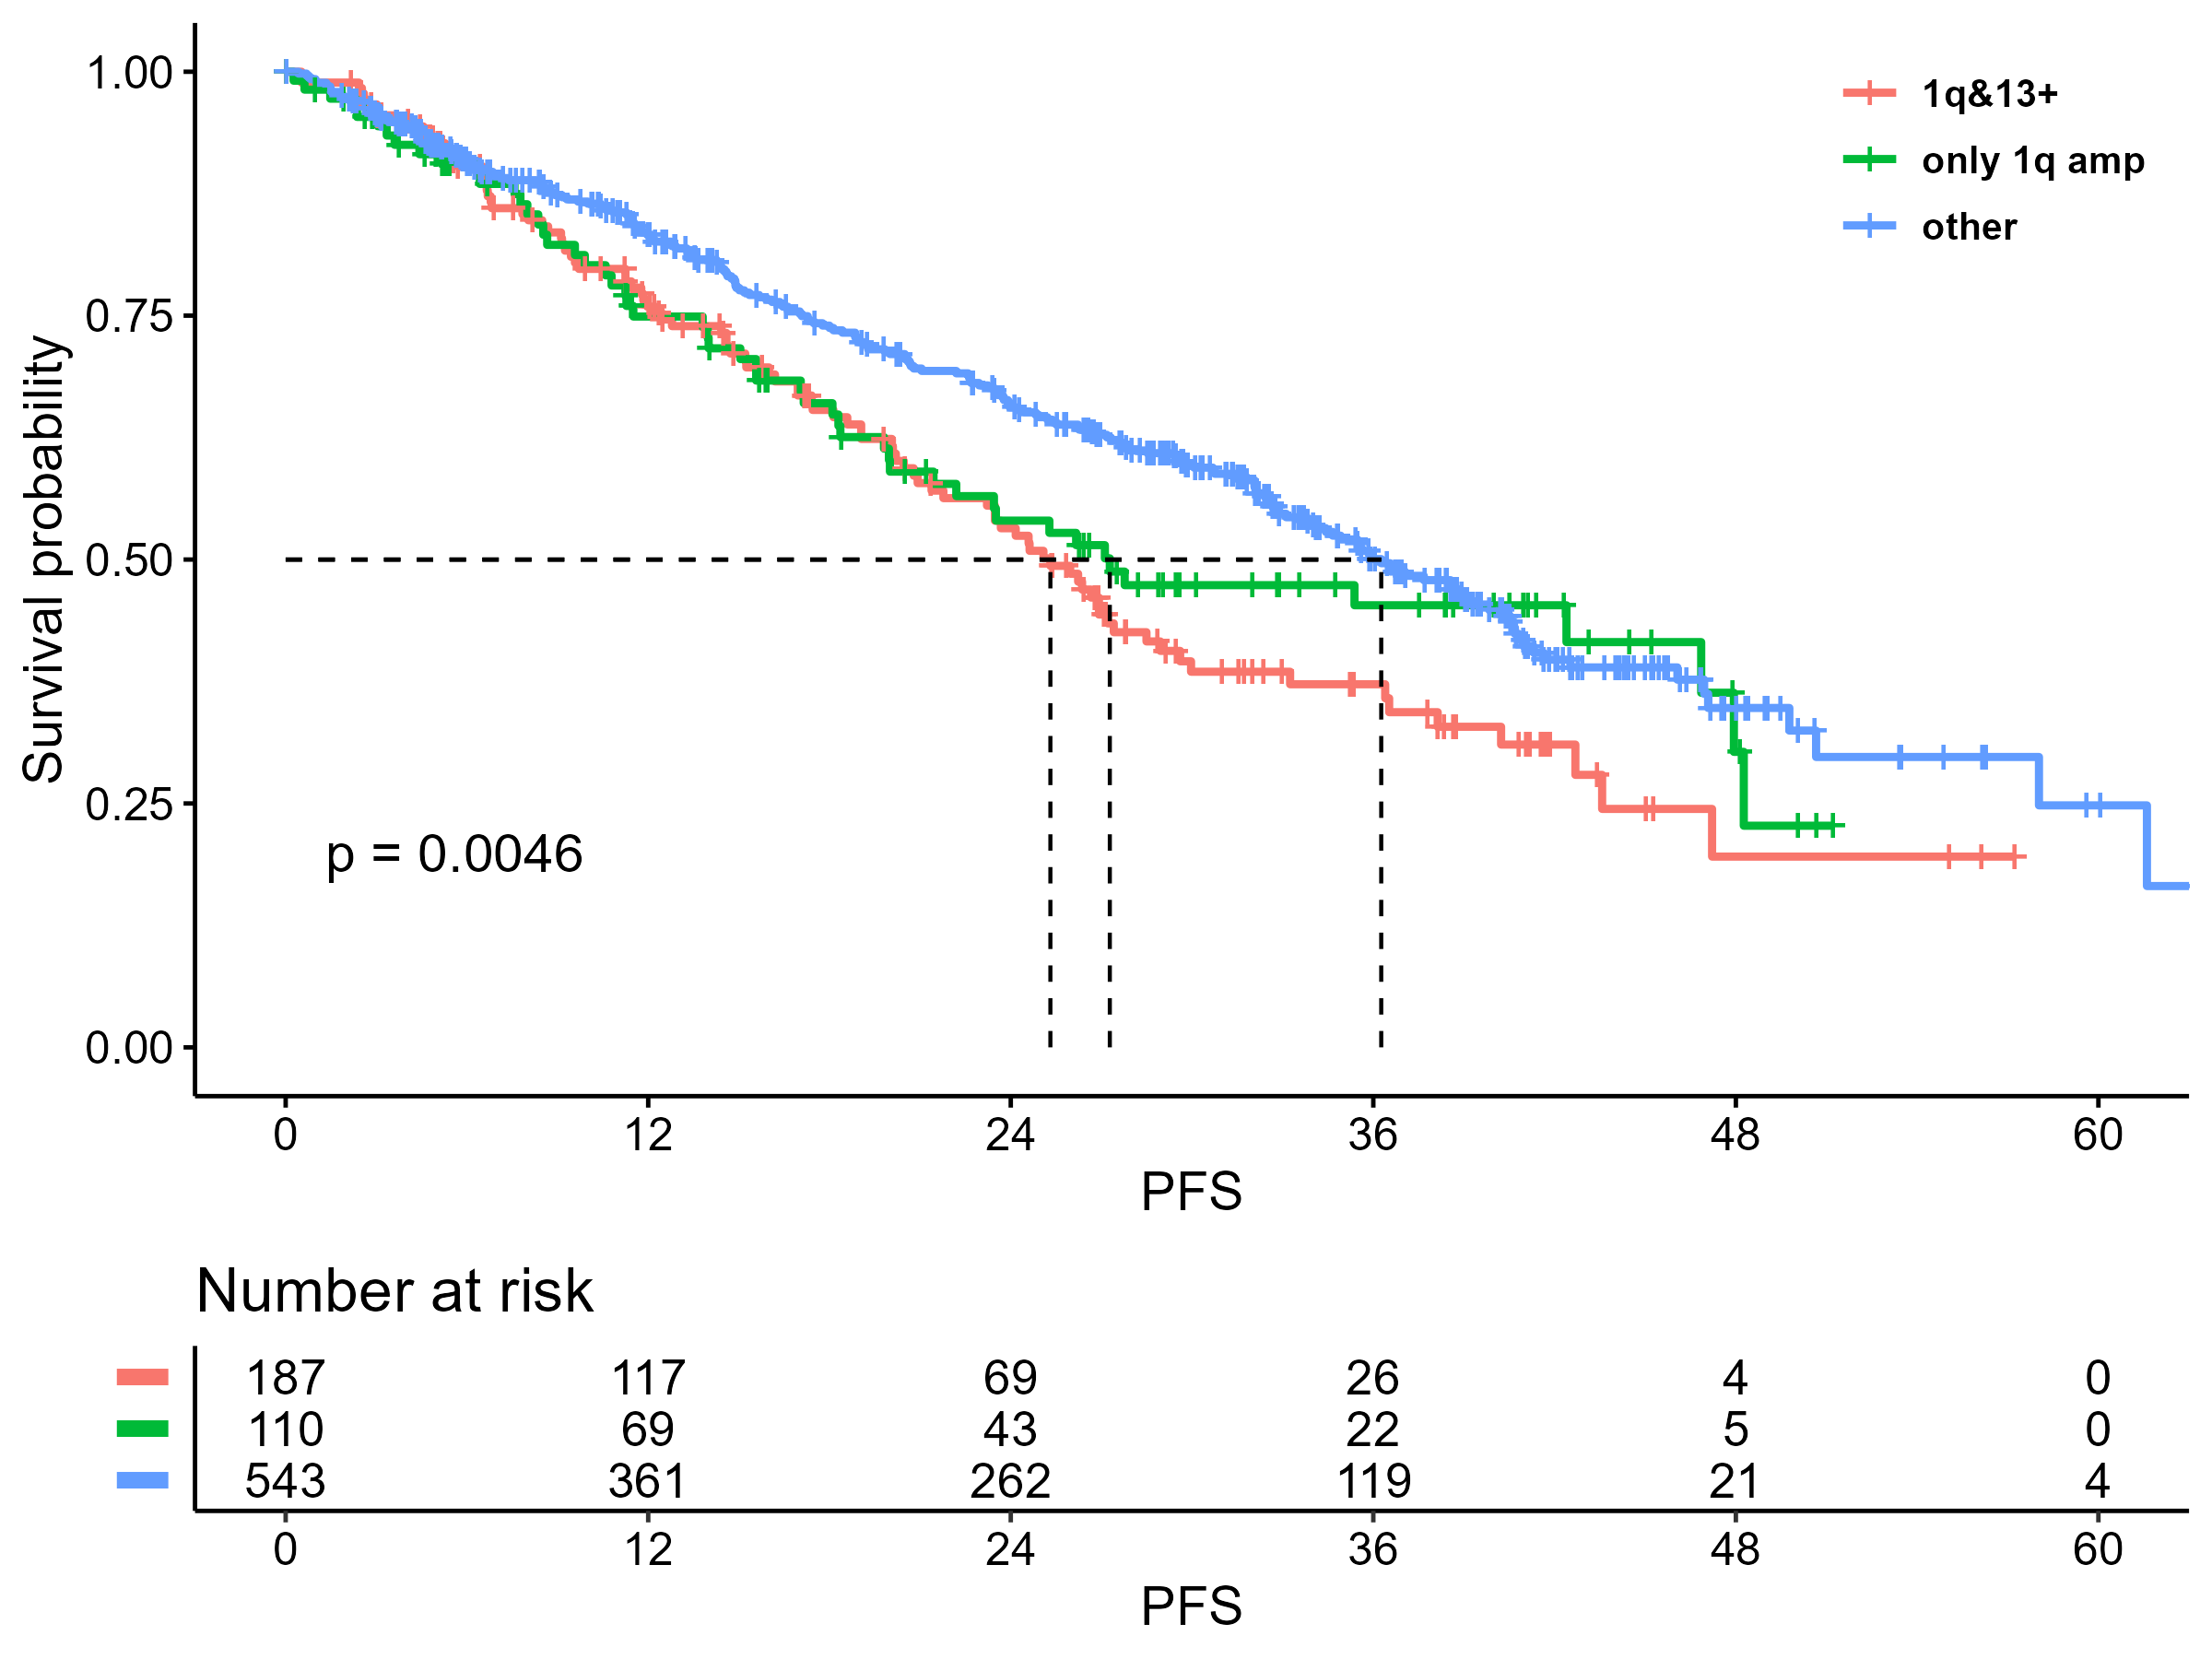 1.00
0.75
0.50
0.25
0.00
Survival probability
1q&13+
only 1q amp
other
p = 0.0046
0 12 24 36 48 60
PFS
Number at risk
187 117 69 26 4 0
110 69 43 22 5 0
543 361 262 119 21 4
0 12 24 36 48 60
PFS